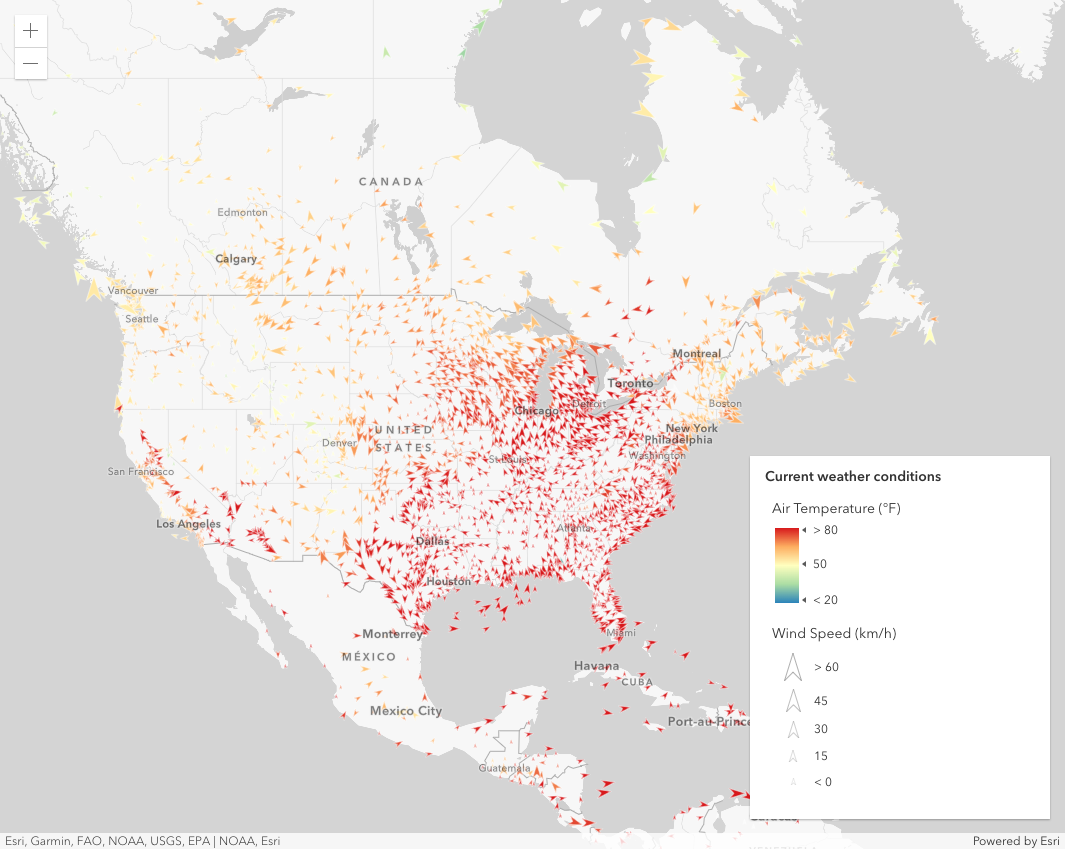 +
CANADA
Edmonton
Calgary
Vancouver
Seattle
Montreal
Toronto
Detroit
Boston
Chicago
New York
Philadelphia
UNITED
STATES
Denver
St Louis
Washington
San Francisco
Los Angeles
Atlanta
Dallas
Houston
Monterrey
Miami
MÉXICO
Havana
CUBA
Mexico City
Port-au-Prince
Guatemala
Current weather conditions
Air Temperature (°F)
> 80
50
< 20
Wind Speed (km/h)
> 60
45
30
15
< 0
Esri, Garmin, FAO, NOAA, USGS, EPA | NOAA, Esri
Powered by Esri